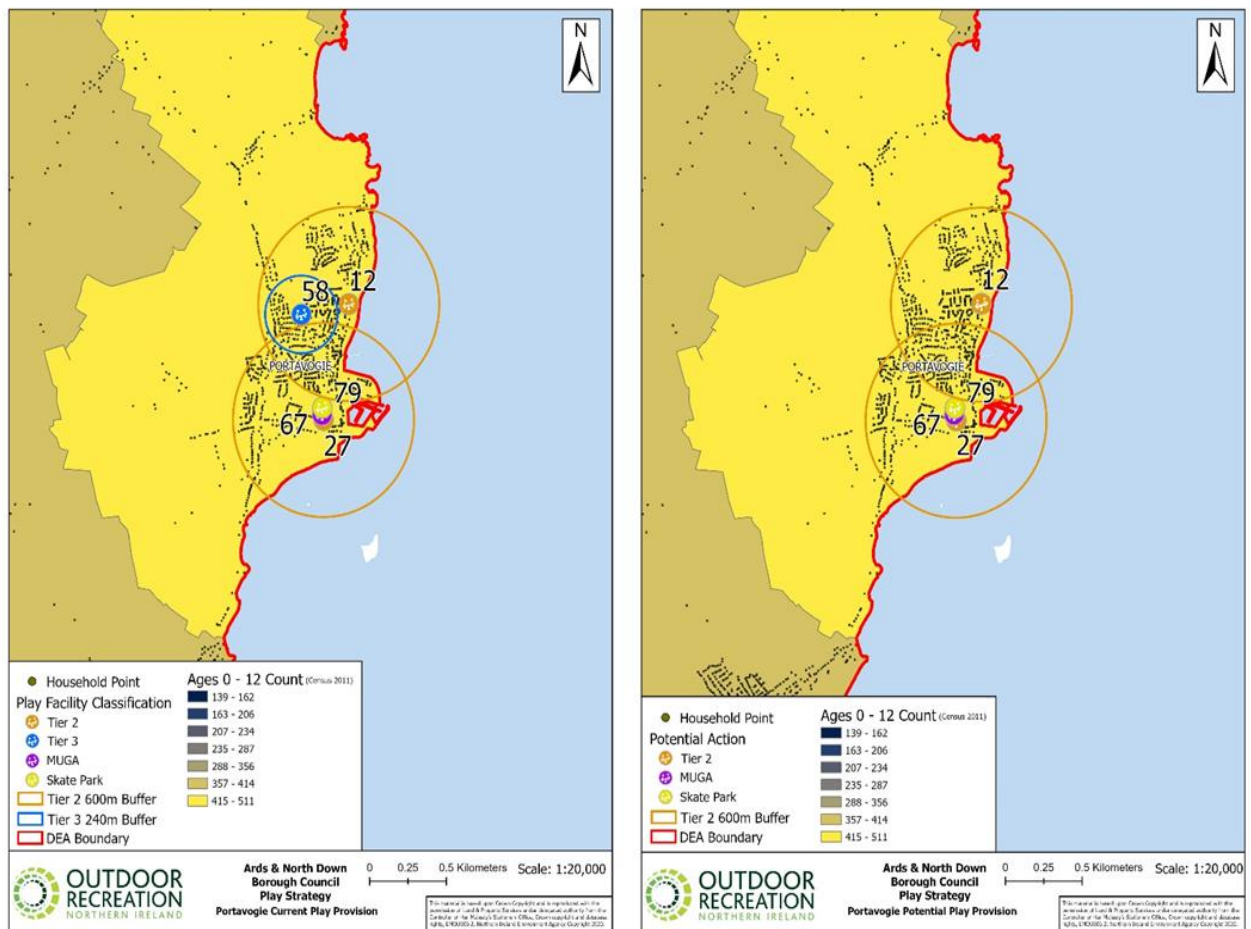 N
58
12
PORTAVOGIE
79
67
27
Household Point
Play Facility Classification
Tier 2
Tier 3
MUGA
Skate Park
Tier 2 600m Buffer
Tier 3 240m Buffer
DEA Boundary
Ages 0 - 12 Count (Census 2011)
139 - 162
163 - 206
207 - 234
235 - 287
288 - 356
357 - 414
415 - 511
OUTDOOR
RECREATION
NORTHERN IRELAND
Ards & North Down
Borough Council
Play Strategy
Portavogie Current Play Provision
0 0.25 0.5 Kilometers
Scale: 1:20,000
N
12
PORTAVOGIE
79
67
27
Household Point
Potential Action
Tier 2
MUGA
Skate Park
Tier 2 600m Buffer
DEA Boundary
Ages 0 - 12 Count (Census 2011)
139 - 162
163 - 206
207 - 234
235 - 287
288 - 356
357 - 414
415 - 511
OUTDOOR
RECREATION
NORTHERN IRELAND
Ards & North Down
Borough Council
Play Strategy
Portavogie Potential Play Provision
0 0.25 0.5 Kilometers
Scale: 1:20,000